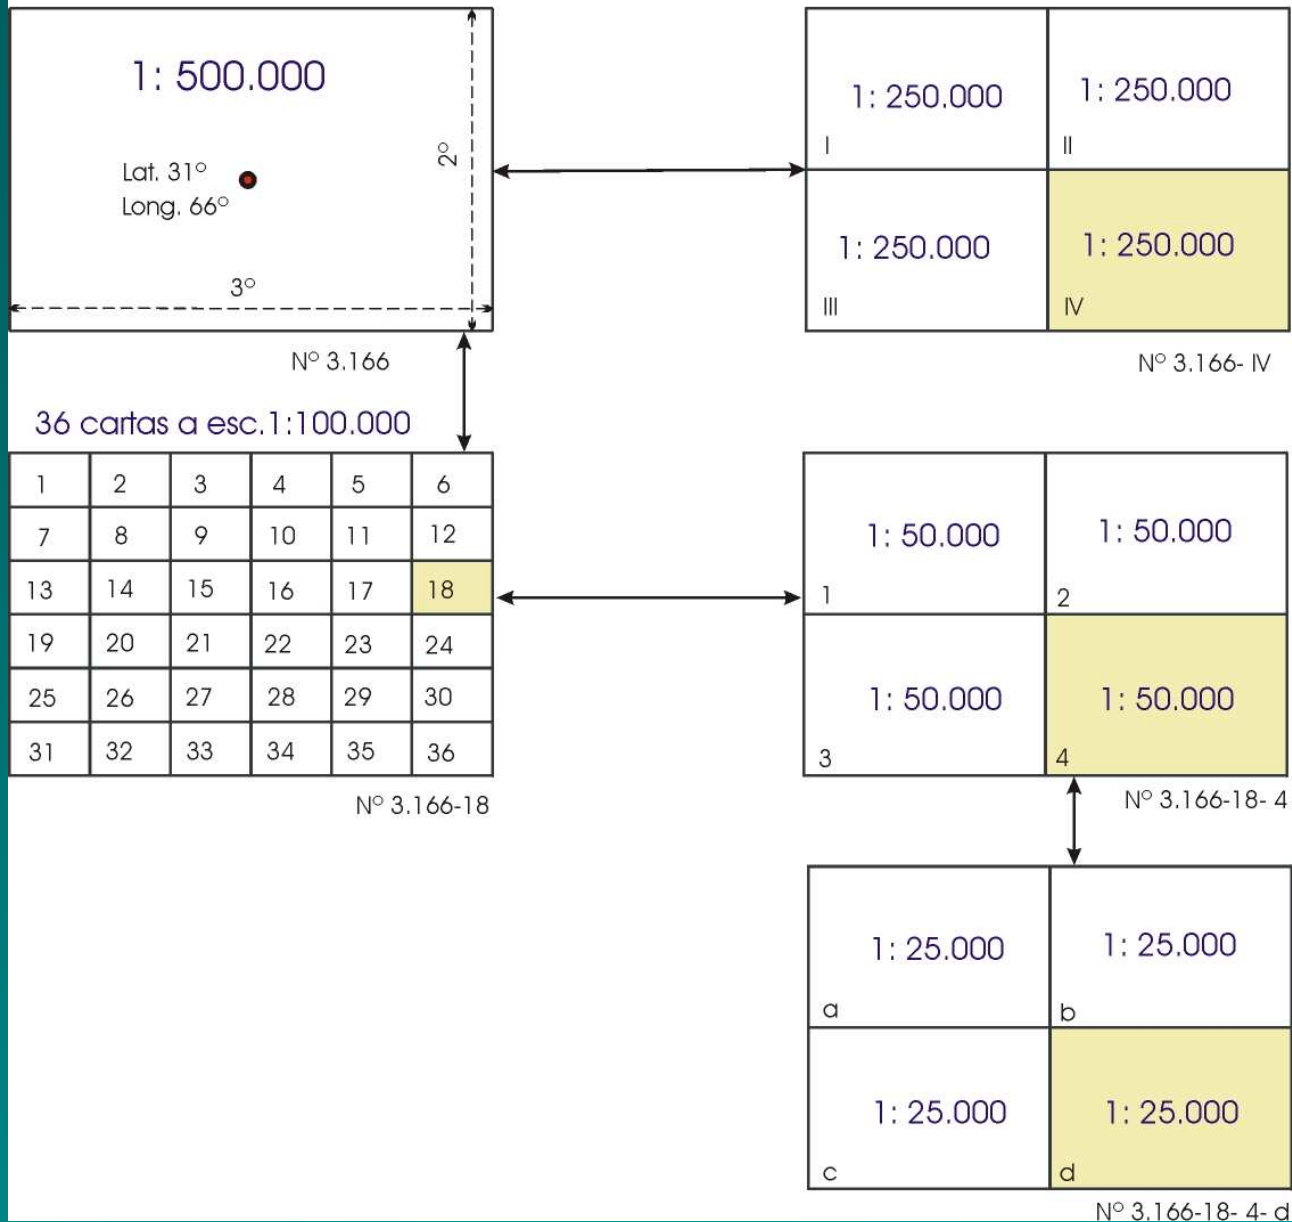 1: 500.000
Lat. 31°
Long. 66°
2°
3°
Nº 3.166
1: 250.000
I
1: 250.000
II
1: 250.000
III
1: 250.000
IV
Nº 3.166- IV
36 cartas a esc.1:100.000
1 2 3 4 5 6
7 8 9 10 11 12
13 14 15 16 17 18
19 20 21 22 23 24
25 26 27 28 29 30
31 32 33 34 35 36
Nº 3.166-18
1: 50.000
1
1: 50.000
2
1: 50.000
3
1: 50.000
4
Nº 3.166-18- 4
1: 25.000
a
1: 25.000
b
1: 25.000
c
1: 25.000
d
Nº 3.166-18- 4- d